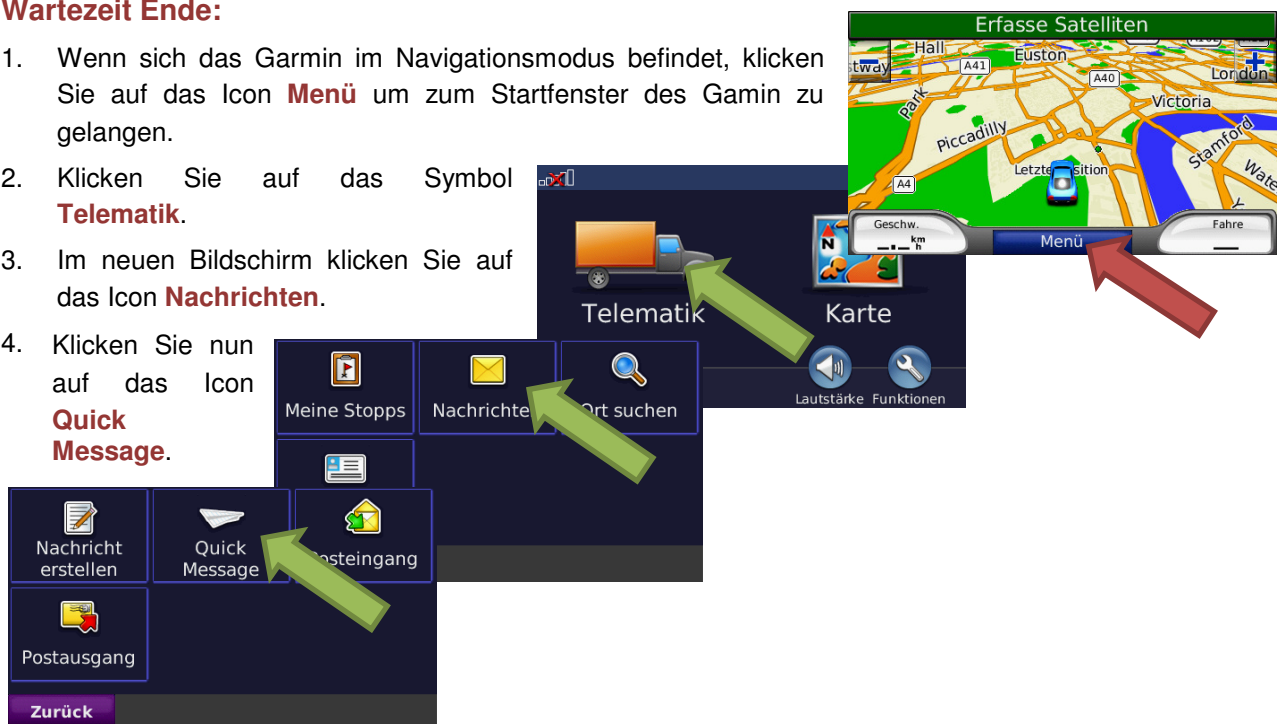 Wartezeit Ende:
1. Wenn sich das Garmin im Navigationsmodus befindet, klicken
Sie auf das Icon Menü um zum Startfenster des Gamin zu
gelangen.
2. Klicken Sie auf das Symbol
Telematik.
3. Im neuen Bildschirm klicken Sie auf
das Icon Nachrichten.
4. Klicken Sie nun
auf das Icon
Quick
Message.
Erfasse Satelliten
Hall
Euston
A41
A40
London
Park
Victoria
Piccadilly
Stamford
A4
Geschw.
km
h
Menü
Fahre
Telematik
Karte
Lautstärke Funktionen
Meine Stopps
Ort suchen
Nachricht
erstellen
Quick
Message
Postausgang
Zurück